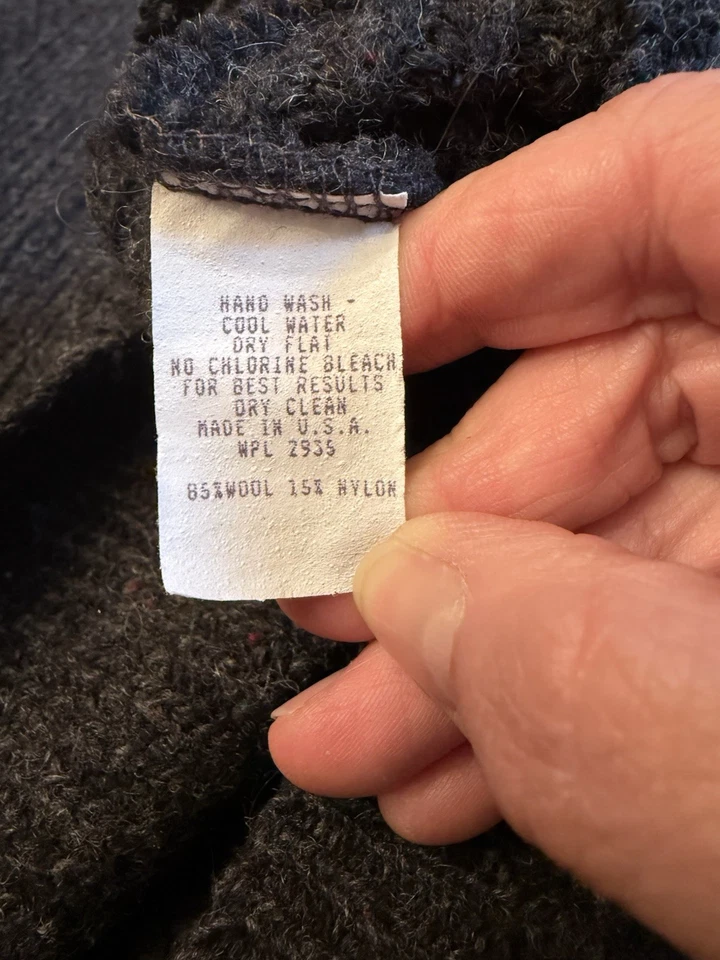 HAND WASH -
COOL WATER
DRY FLAT
NO CHLORINE BLEACH
FOR BEST RESULTS
DRY CLEAN
MADE IN U.S.A.
WPL 2935
85%WOOL 15% NYLON